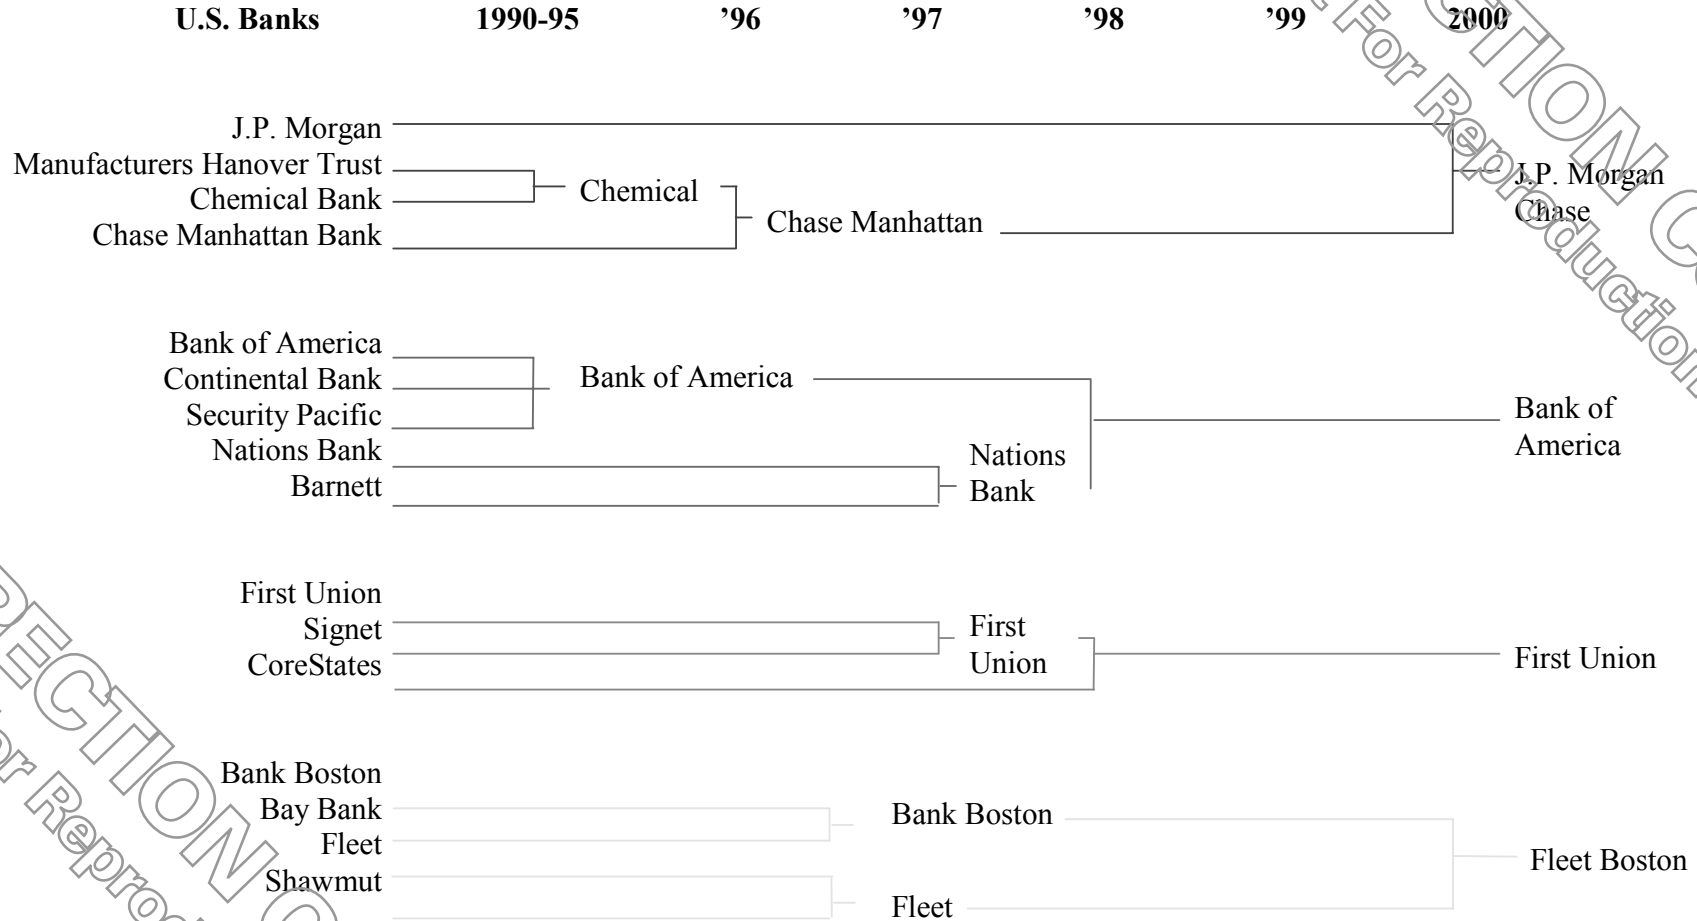 U.S. Banks 1990-95 ’96 ’97 ’98 ’99 2000
J.P. Morgan
Manufacturers Hanover Trust
Chemical Bank
Chase Manhattan Bank
Chemical
Chase Manhattan
J.P. Morgan
Chase
Bank of America
Continental Bank
Security Pacific
Nations Bank
Barnett
Bank of America
Nations
Bank
Bank of
America
First Union
Signet
CoreStates
First
Union
First Union
Bank Boston
Bay Bank
Fleet
Shawmut
Bank Boston
Fleet
Fleet Boston
For Reproduction